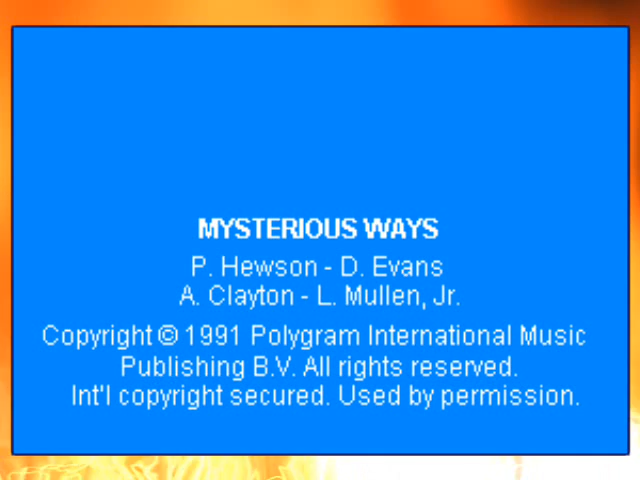 MYSTERIOUS WAYS
P. Hewson - D. Evans
A. Clayton - L. Mullen, Jr.
Copyright © 1991 Polygram International Music
Publishing B.V. All rights reserved.
Int'l copyright secured. Used by permission.